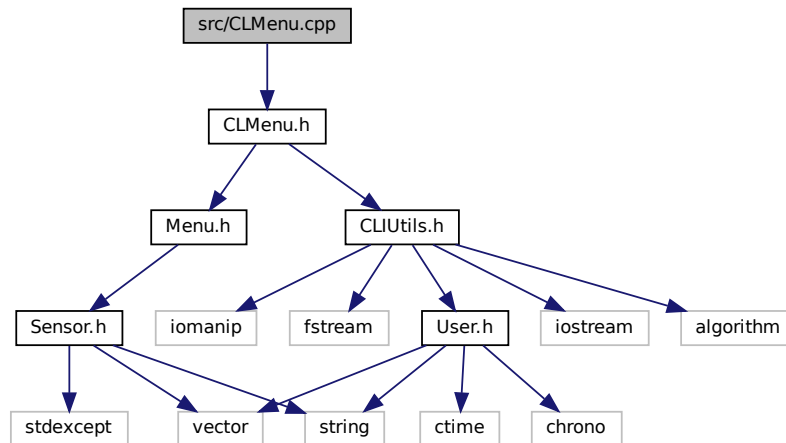 src/CLMenu.cpp
CLMenu.h
Menu.h
CLIUtils.h
Sensor.h
iomanip
fstream
User.h
iostream
algorithm
stdexcept
vector
string
ctime
chrono